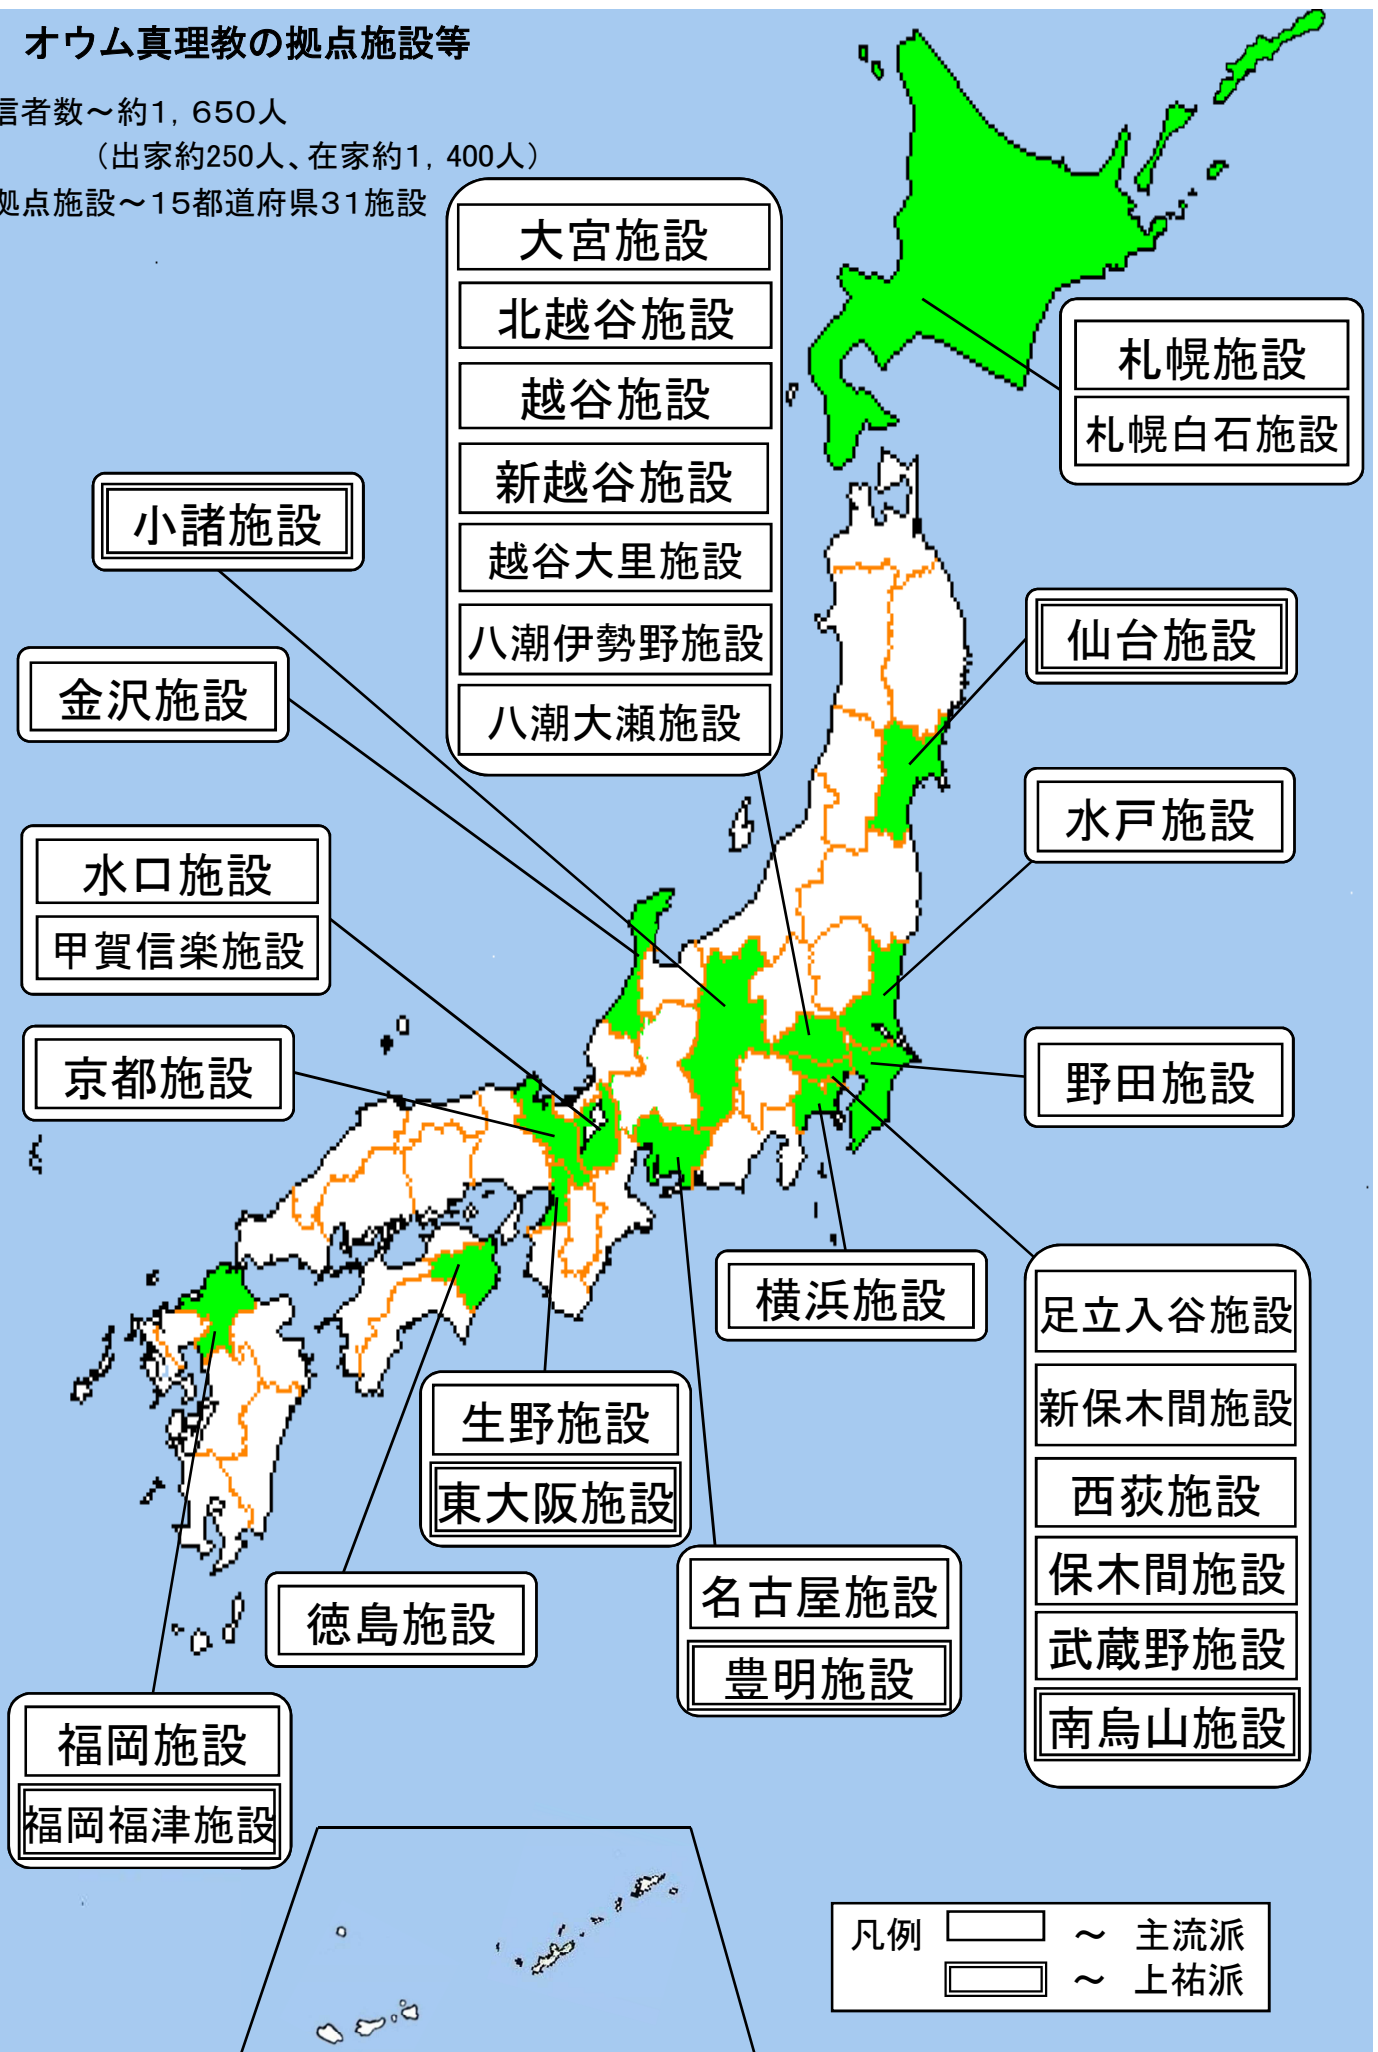 オウム真理教の拠点施設等
信者数～約1,650人
（出家約250人、在家約1,400人）
拠点施設～15都道府県31施設
大宮施設
北越谷施設
越谷施設
新越谷施設
越谷大里施設
八潮伊勢野施設
八潮大瀬施設
札幌施設
札幌白石施設
小諸施設
仙台施設
金沢施設
水戸施設
水口施設
甲賀信楽施設
京都施設
野田施設
横浜施設
足立入谷施設
新保木間施設
西荻施設
保木間施設
武蔵野施設
南烏山施設
生野施設
東大阪施設
名古屋施設
豊明施設
徳島施設
福岡施設
福岡福津施設
凡例 ～ 主流派
～ 上祐派